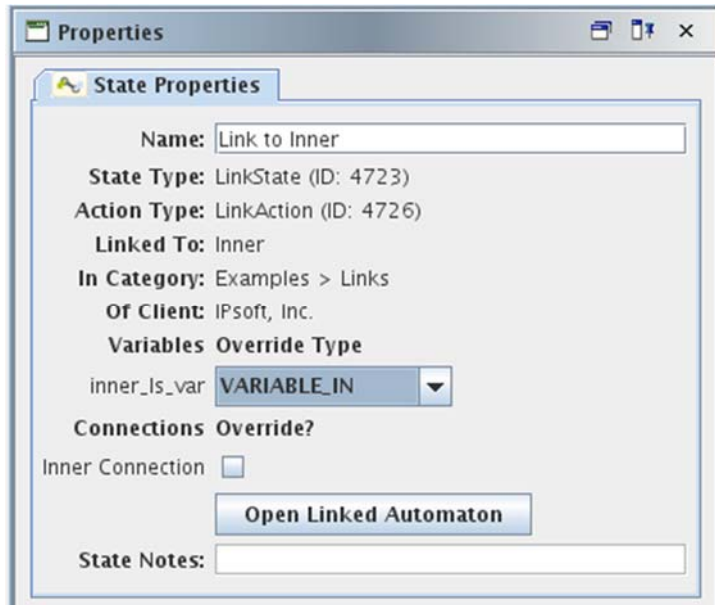 Properties
State Properties
Name: Link to Inner
State Type: LinkState (ID: 4723)
Action Type: LinkAction (ID: 4726)
Linked To: Inner
In Category: Examples > Links
Of Client: IPsoft, Inc.
Variables Override Type
inner_ls_var VARIABLE_IN
Connections Override?
Inner Connection
Open Linked Automaton
State Notes: